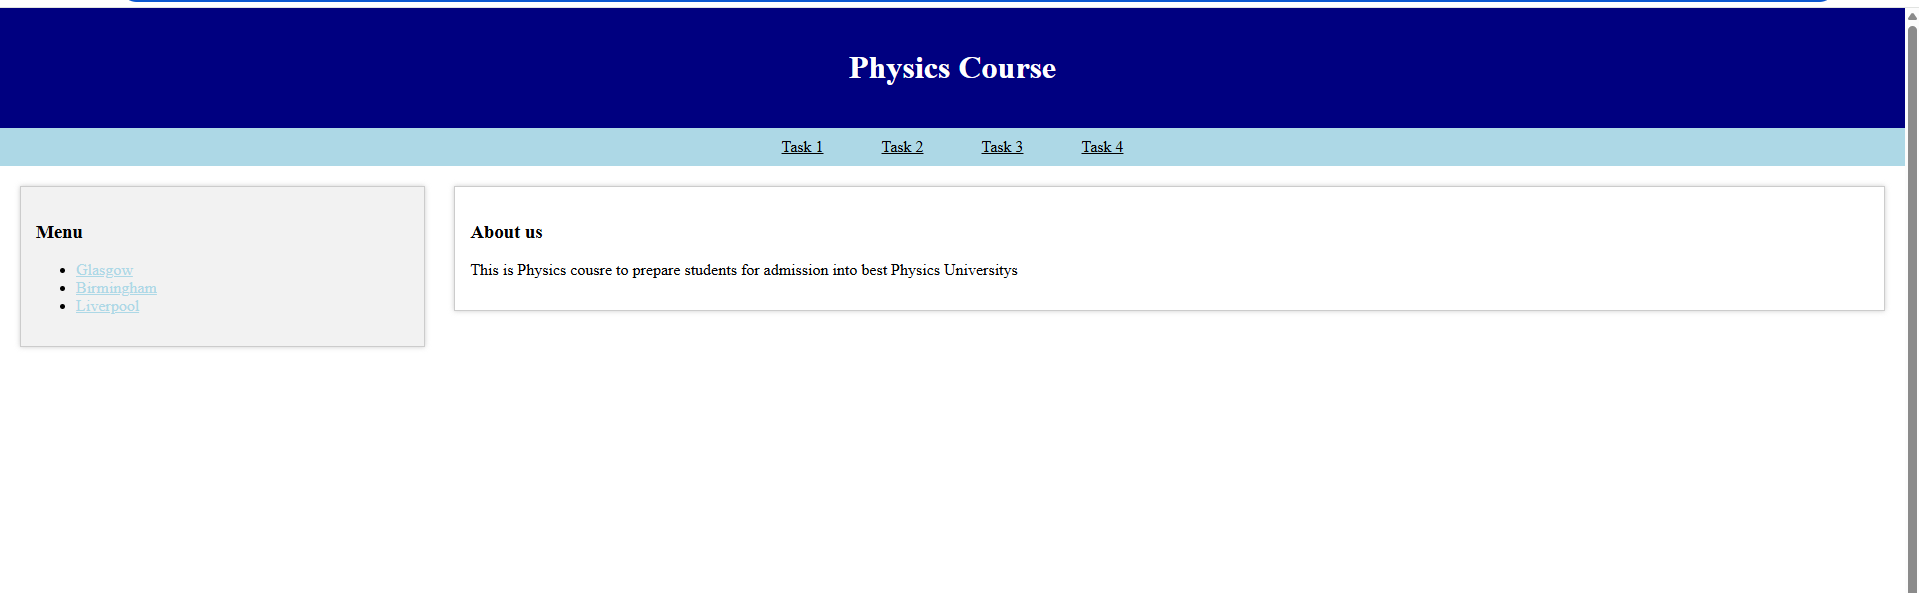 Physics Course
Task 1 Task 2 Task 3 Task 4
Menu
Glasgow
Birmingham
Liverpool
About us
This is Physics cousre to prepare students for admission into best Physics Universitys